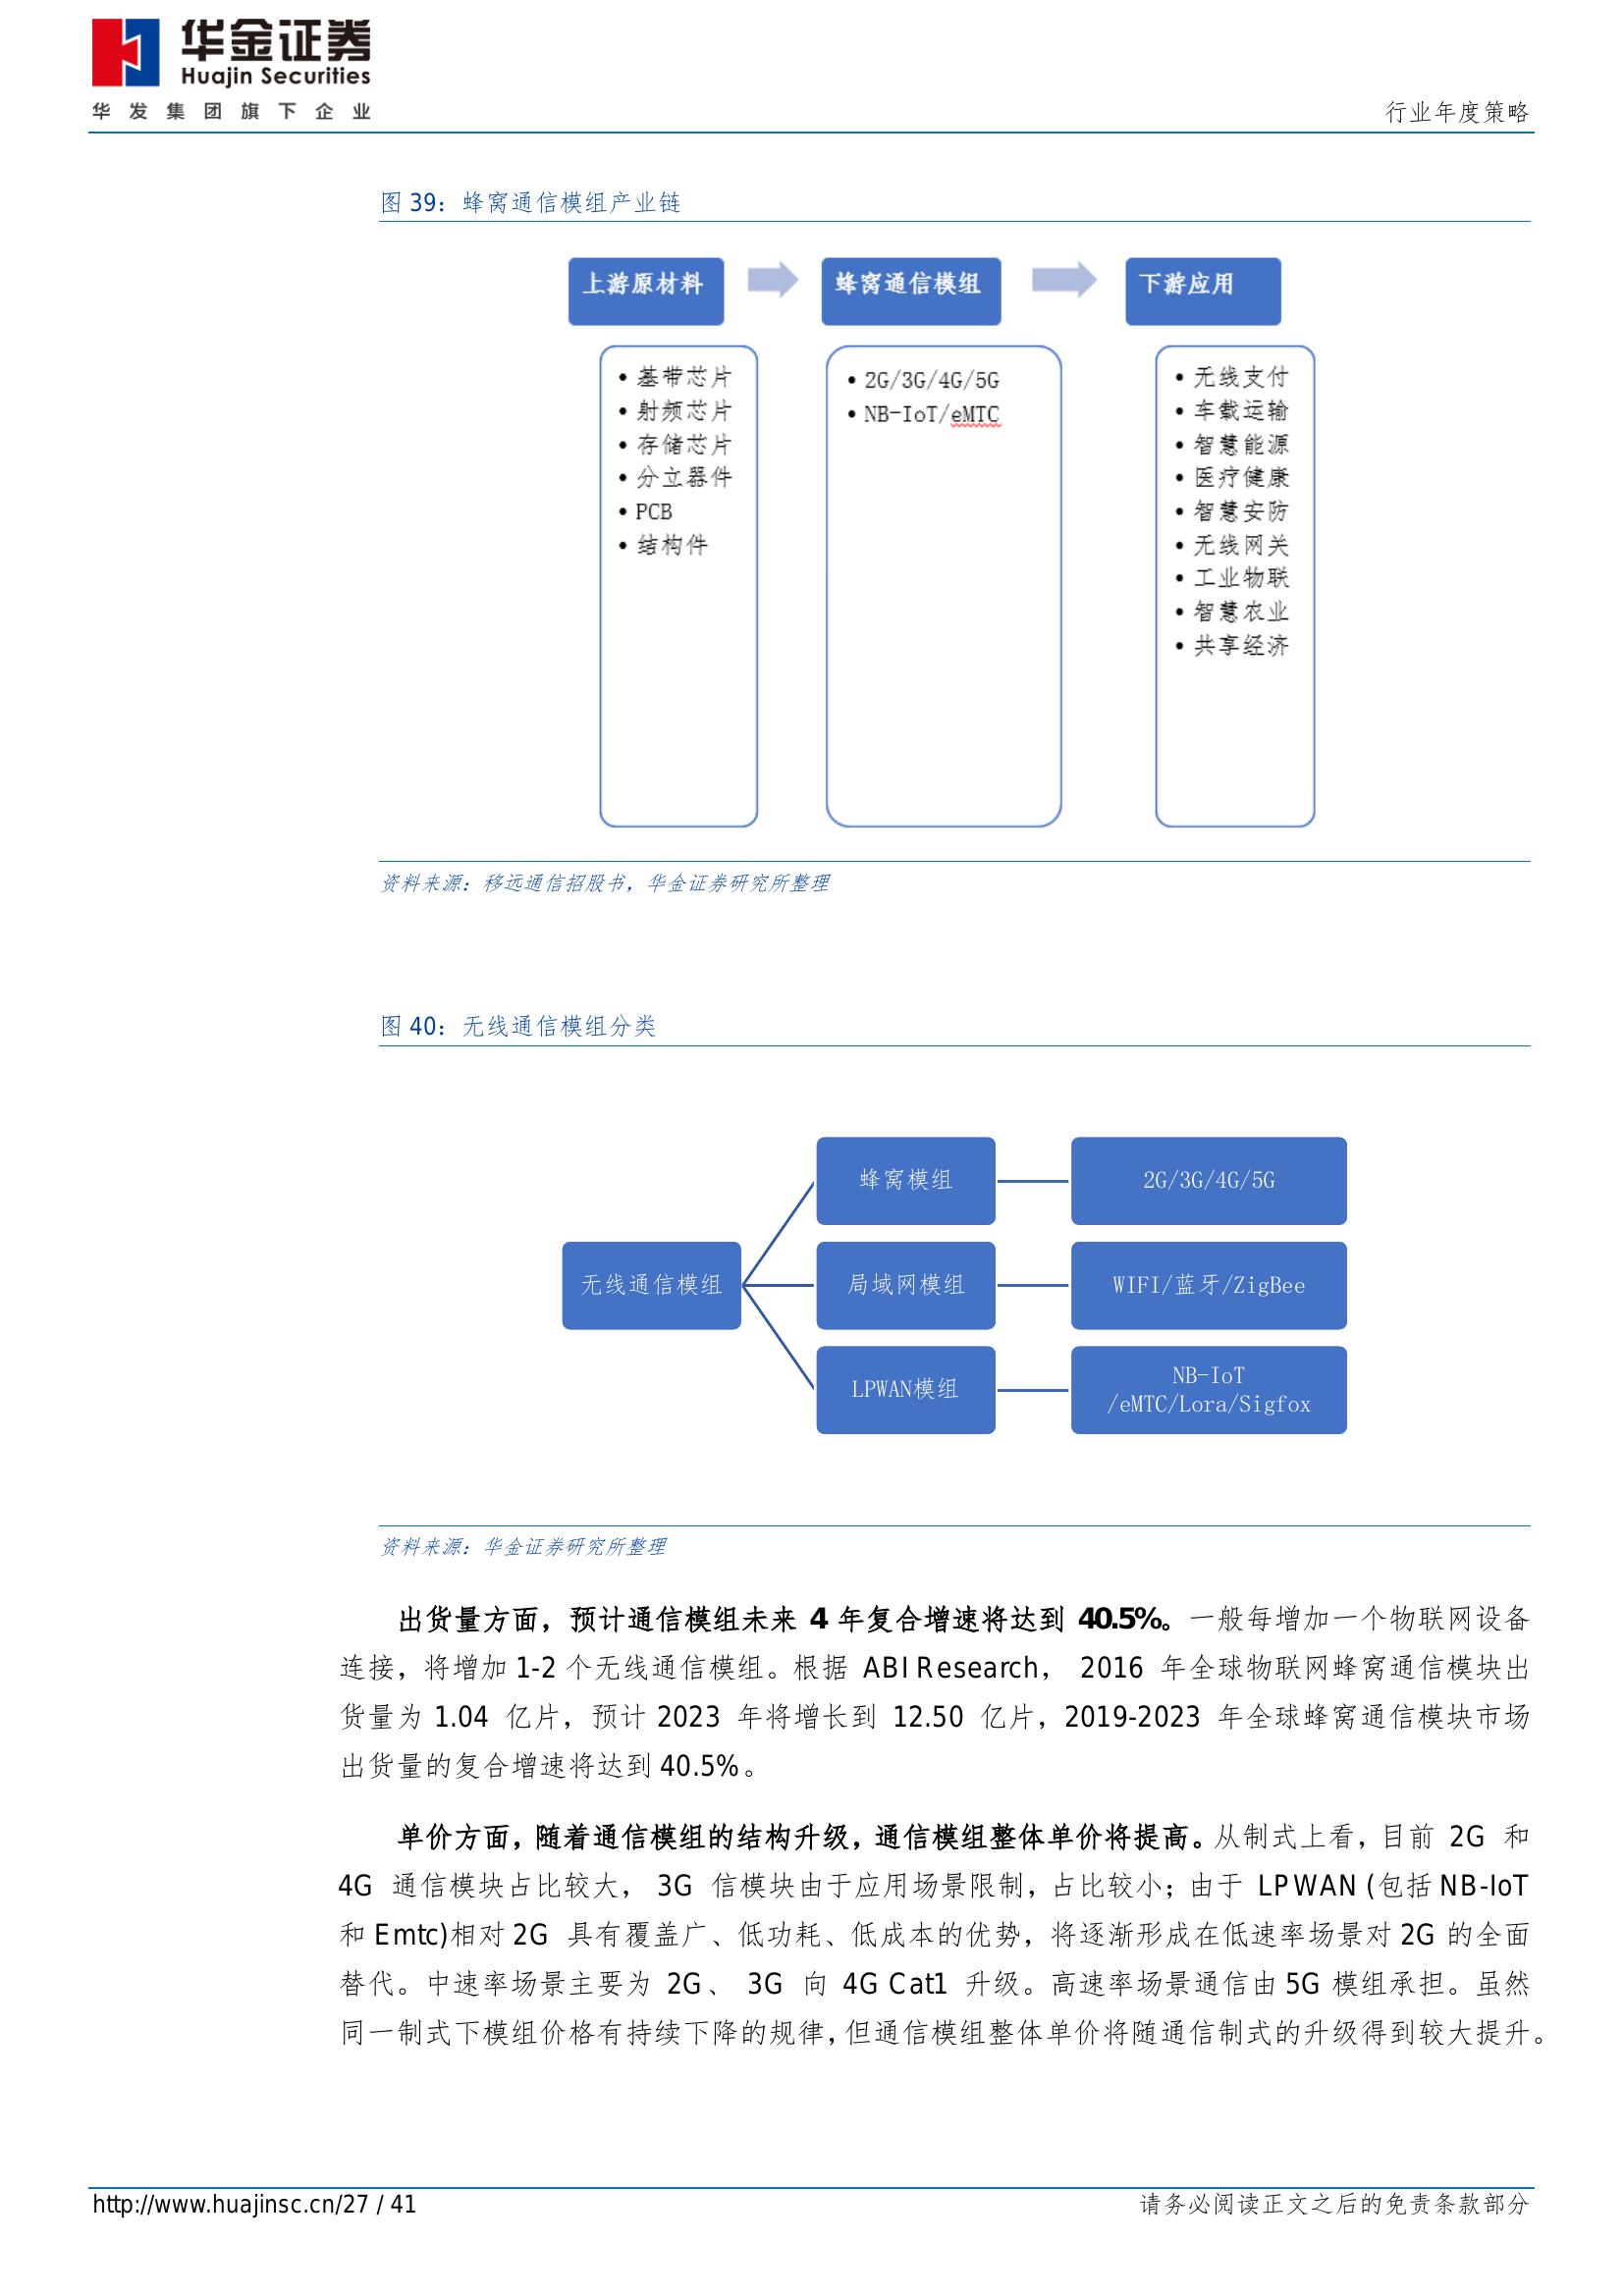 华金证券
Huajin Securities
华发集团旗下企业
行业年度策略
图 39：蜂窝通信模组产业链
上游原材料
蜂窝通信模组
下游应用
• 基带芯片
• 射频芯片
• 存储芯片
• 分立器件
• PCB
• 结构件
• 2G/3G/4G/5G
• NB-IoT/eMTC
• 无线支付
• 车载运输
• 智慧能源
• 医疗健康
• 智慧安防
• 无线网关
• 工业物联
• 智慧农业
• 共享经济
资料来源：移远通信招股书，华金证券研究所整理
图 40：无线通信模组分类
无线通信模组
蜂窝模组
2G/3G/4G/5G
局域网模组
WIFI/蓝牙/ZigBee
LPWAN模组
NB-IoT
/eMTC/Lora/Sigfox
资料来源：华金证券研究所整理
出货量方面，预计通信模组未来 4 年复合增速将达到 40.5%。一般每增加一个物联网设备
连接，将增加 1-2 个无线通信模组。根据 ABI Research， 2016 年全球物联网蜂窝通信模块出
货量为 1.04 亿片，预计 2023 年将增长到 12.50 亿片，2019-2023 年全球蜂窝通信模块市场
出货量的复合增速将达到 40.5%。
单价方面，随着通信模组的结构升级，通信模组整体单价将提高。从制式上看，目前 2G 和
4G 通信模块占比较大， 3G 信模块由于应用场景限制，占比较小；由于 LPWAN (包括 NB-IoT
和 Emtc)相对 2G 具有覆盖广、低功耗、低成本的优势，将逐渐形成在低速率场景对 2G 的全面
替代。中速率场景主要为 2G、 3G 向 4G Cat1 升级。高速率场景通信由 5G 模组承担。虽然
同一制式下模组价格有持续下降的规律，但通信模组整体单价将随通信制式的升级得到较大提升。
http://www.huajinsc.cn/27 / 41
请务必阅读正文之后的免责条款部分